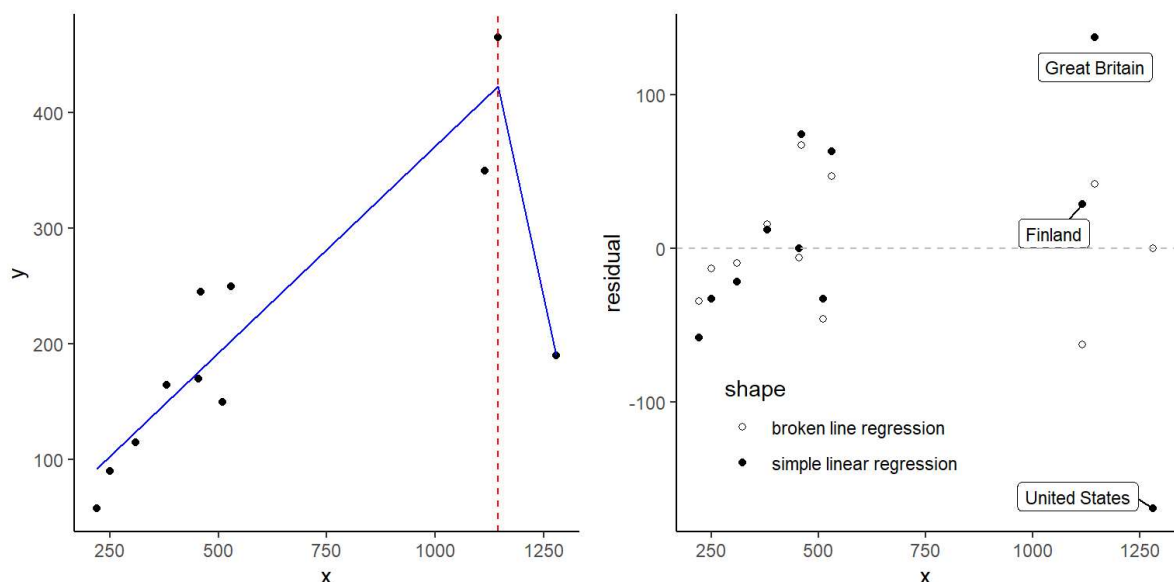 400
300
200
100
y
250 500 750 1000 1250
x
Great Britain
100
Finland
0
residual
shape
-100
broken line regression
simple linear regression
United States
250 500 750 1000 1250
x